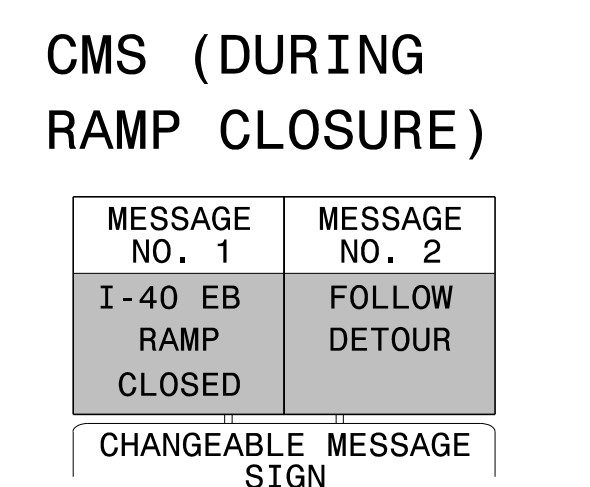 CMS (DURING
RAMP CLOSURE)
MESSAGE
NO. 1
MESSAGE
NO. 2
I-40 EB
RAMP
CLOSED
FOLLOW
DETOUR
CHANGEABLE MESSAGE
SIGN